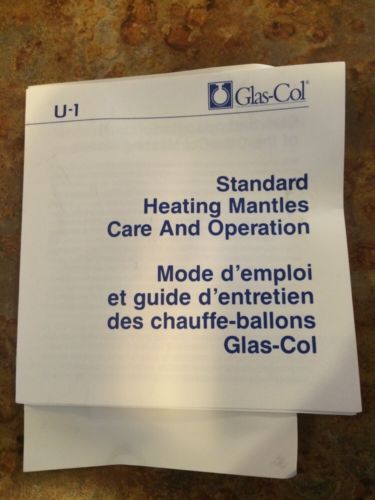 U-1
Glas-Col®
Standard
Heating Mantles
Care And Operation
Mode d'emploi
et guide d'entretien
des chauffe-ballons
Glas-Col